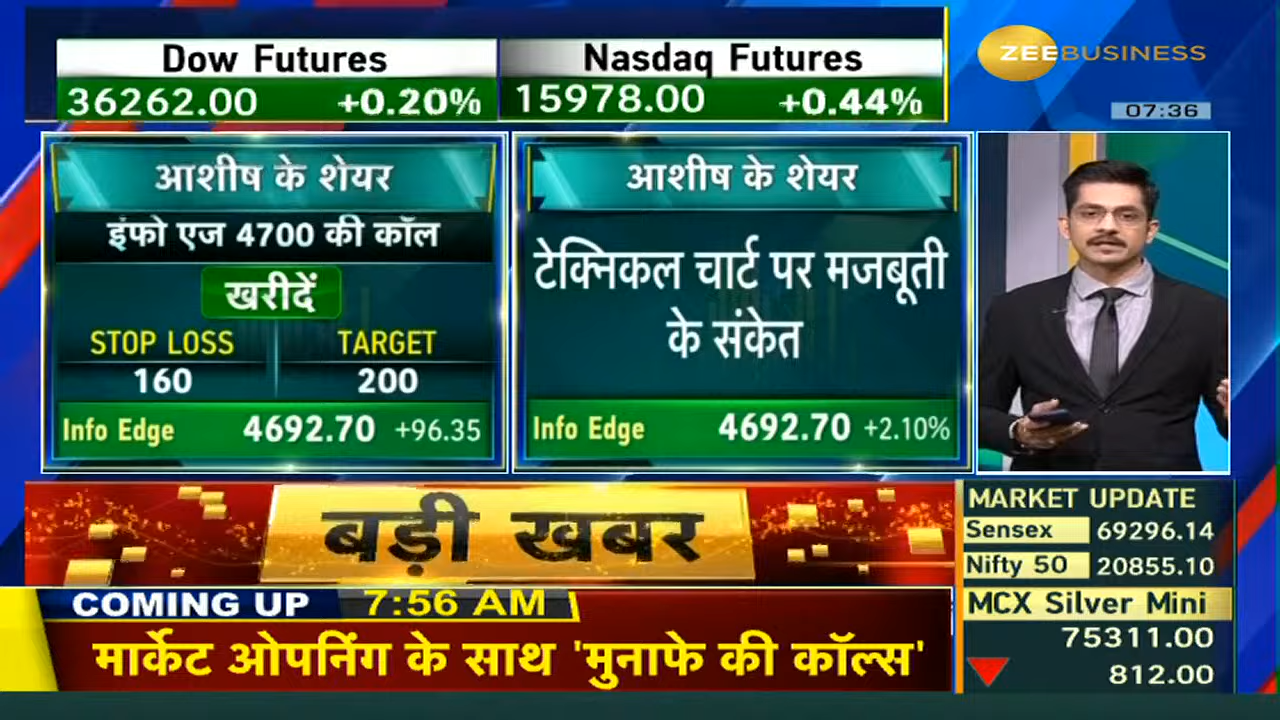 Dow Futures
36262.00 +0.20%
Nasdaq Futures
15978.00 +0.44%
ZEEBUSINESS
07:36
आशीष के शेयर
इंफो एज 4700 की कॉल
खरीदें
STOP LOSS TARGET
160 200
Info Edge 4692.70 +96.35
आशीष के शेयर
टेक्निकल चार्ट पर मजबूती
के संकेत
Info Edge 4692.70 +2.10%
बड़ी खबर
COMING UP 7:56 AM
मार्केट ओपनिंग के साथ 'मुनाफे की कॉल्स'
MARKET UPDATE
Sensex 69296.14
Nifty 50 20855.10
MCX Silver Mini
75311.00
812.00